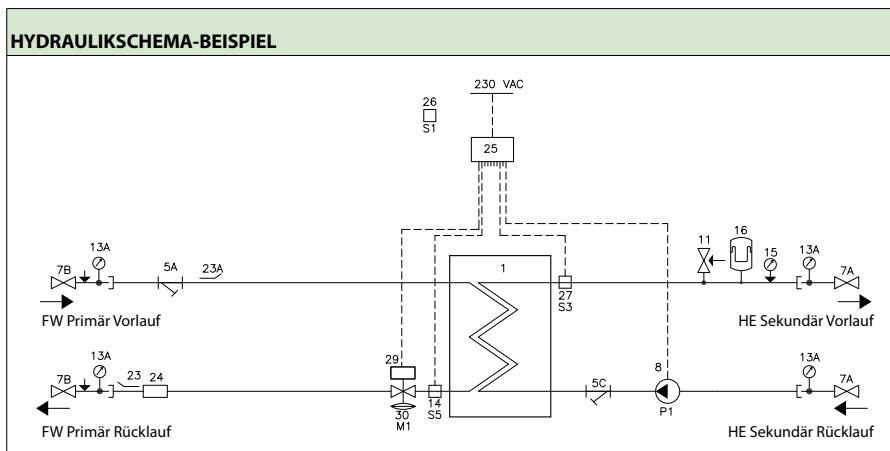 HYDRAULIKSCHEMA-BEISPIEL
230 VAC
26
S1
25
13A
7B
5A
23A
1
27
S3
11
16
15
13A
7A
FW Primär Vorlauf
HE Sekundär Vorlauf
13A
7B
23
24
29
30
M1
14
S5
5C
8
P1
13A
7A
FW Primär Rücklauf
HE Sekundär Rücklauf